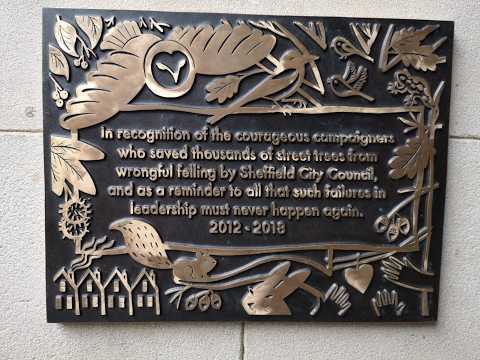 In recognition of the courageous campaigners
who saved thousands of street trees from
wrongful felling by Sheffield City Council,
and as a reminder to all that such failures in
leadership must never happen again.
2012 - 2018